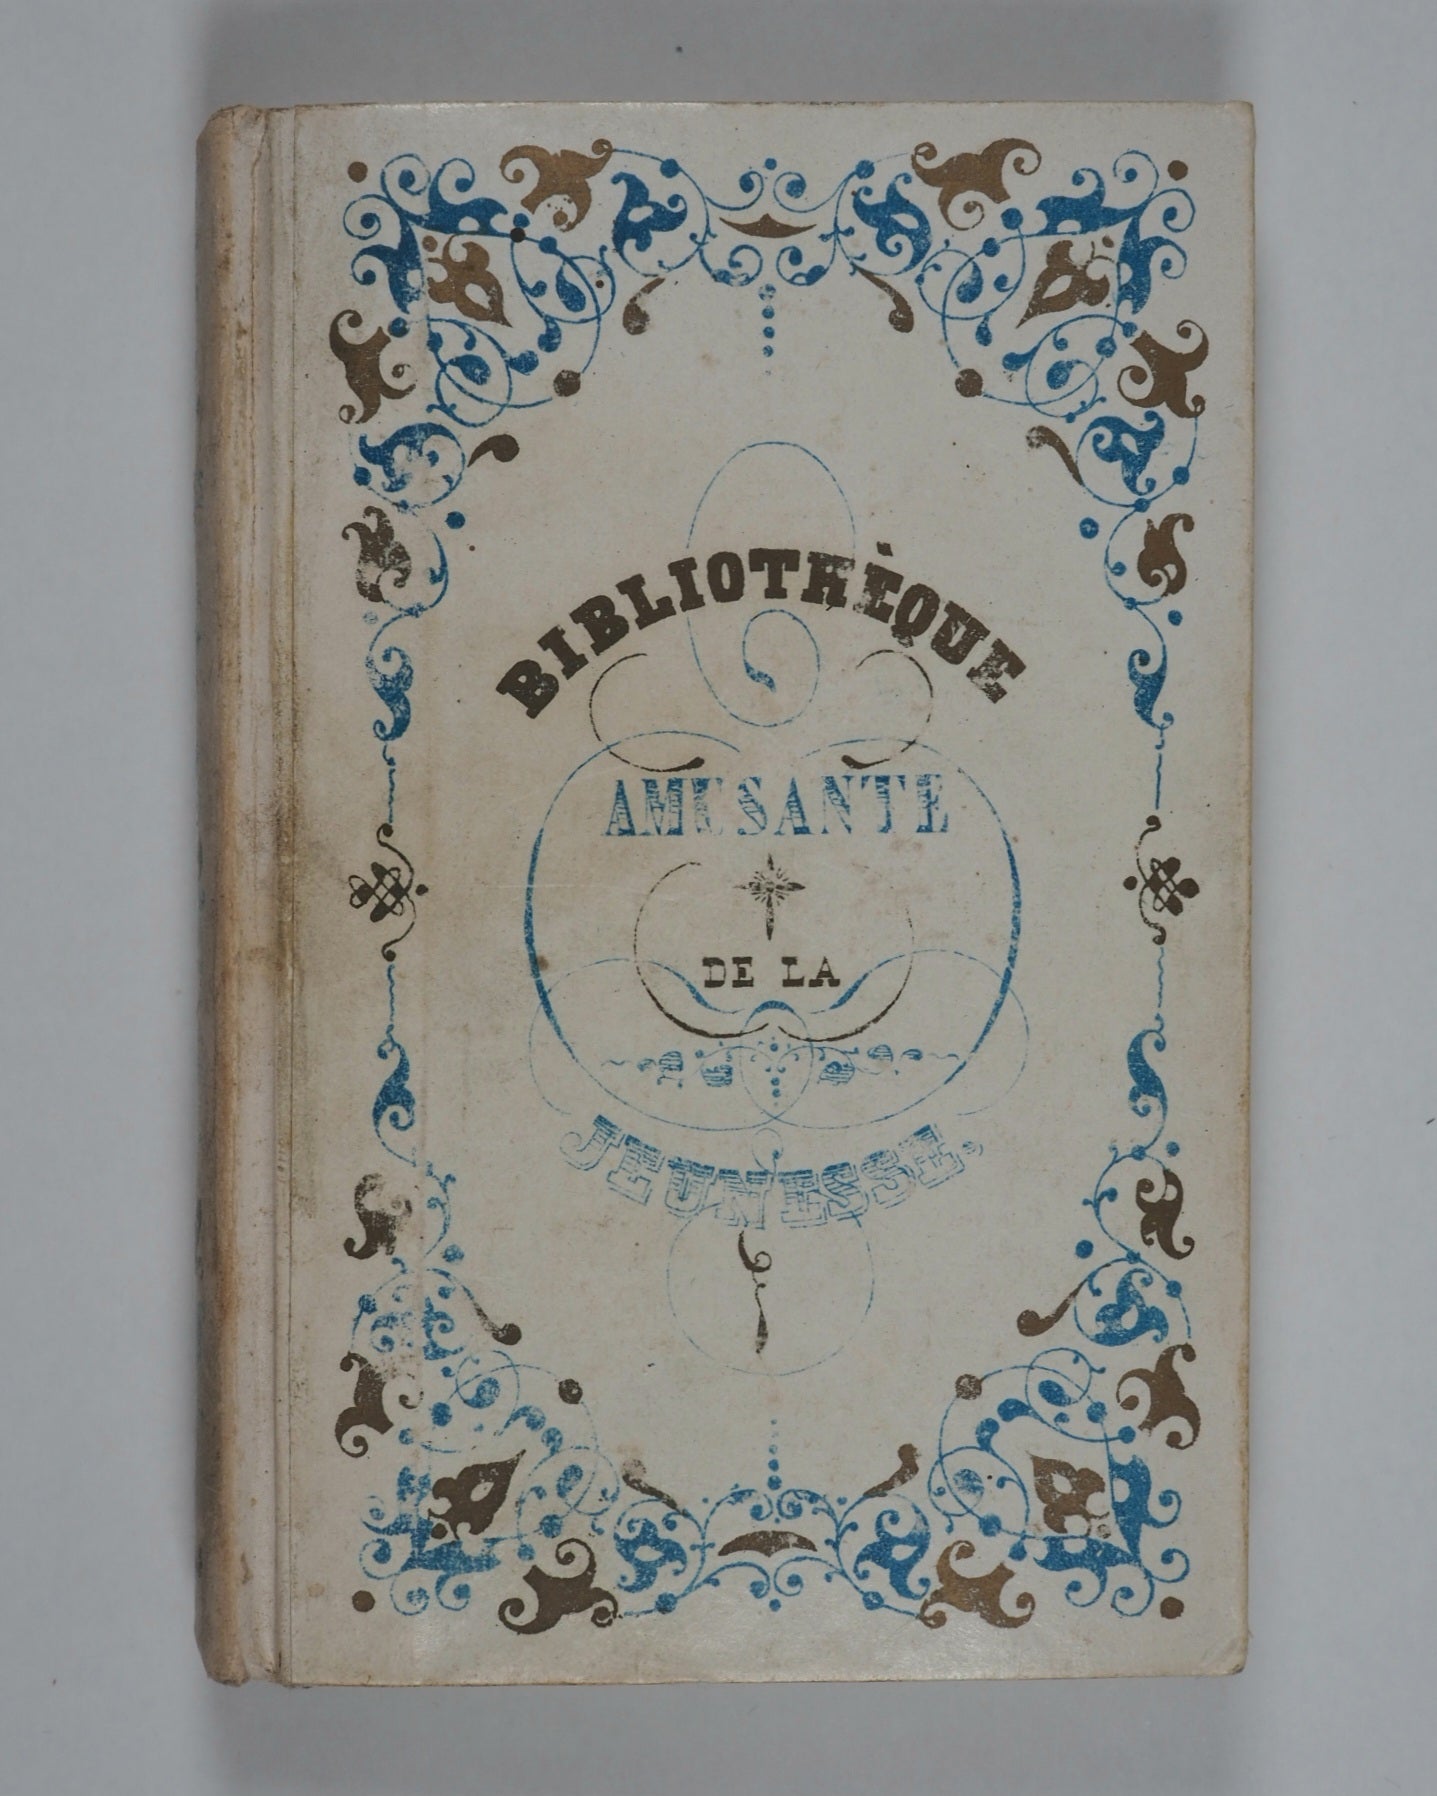 BIBLIOTHÈQUE
AMUSANTE
DE LA
JEUNESSE.